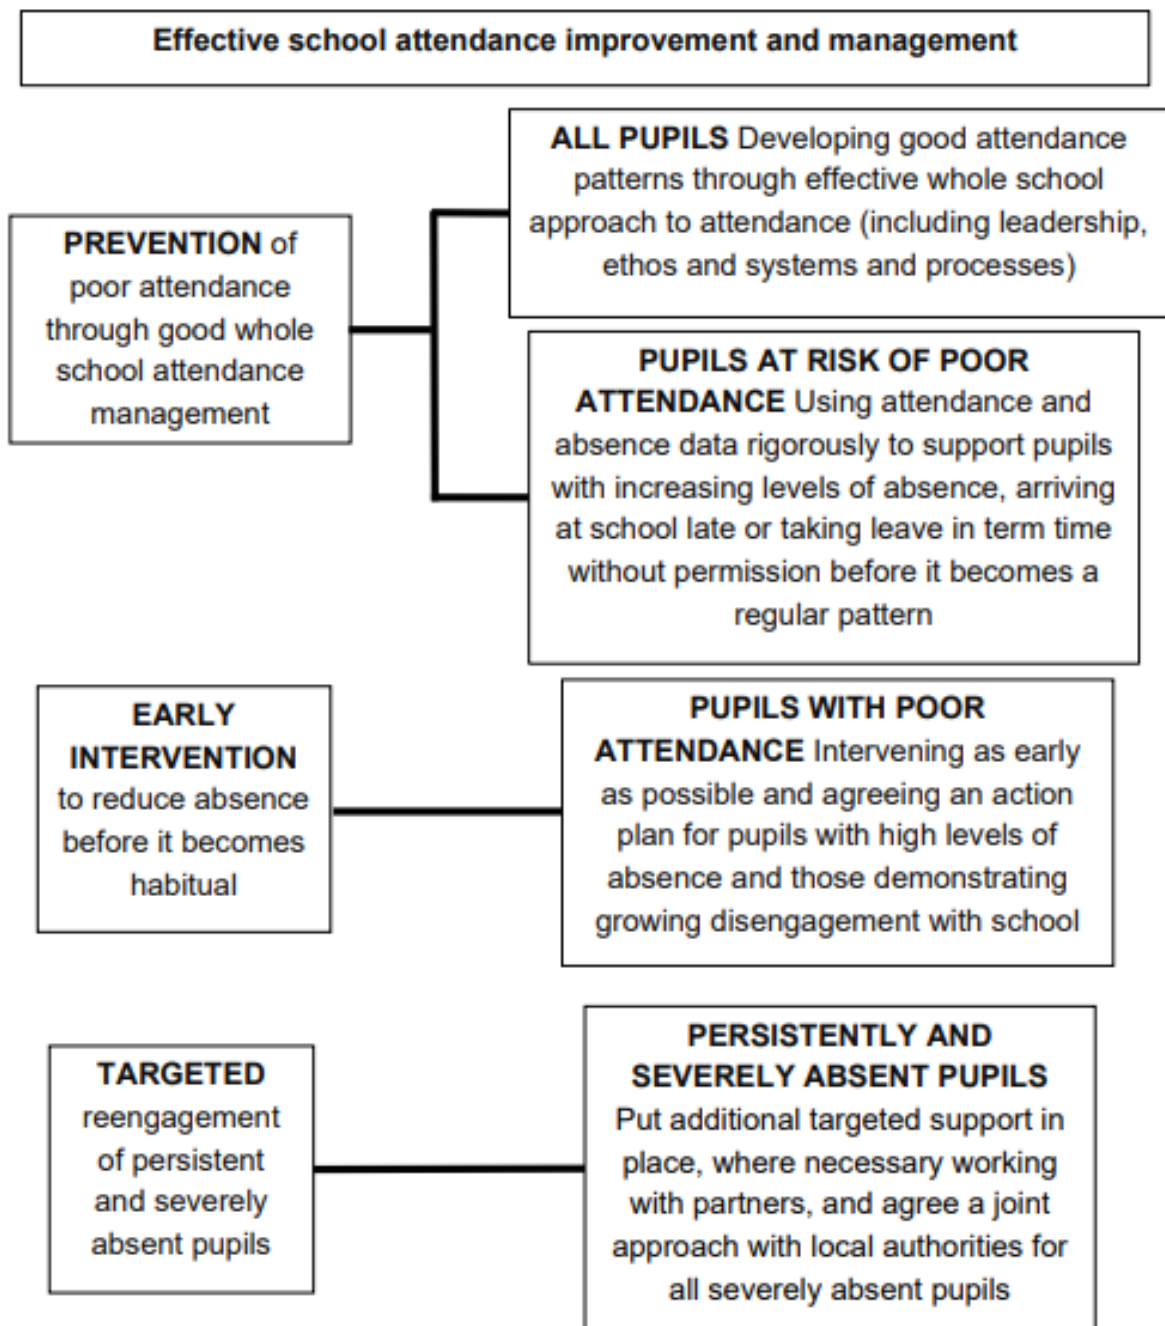 Effective school attendance improvement and management
PREVENTION of
poor attendance
through good whole
school attendance
management
ALL PUPILS Developing good attendance
patterns through effective whole school
approach to attendance (including leadership,
ethos and systems and processes)
PUPILS AT RISK OF POOR
ATTENDANCE Using attendance and
absence data rigorously to support pupils
with increasing levels of absence, arriving
at school late or taking leave in term time
without permission before it becomes a
regular pattern
EARLY
INTERVENTION
to reduce absence
before it becomes
habitual
PUPILS WITH POOR
ATTENDANCE Intervening as early
as possible and agreeing an action
plan for pupils with high levels of
absence and those demonstrating
growing disengagement with school
TARGETED
reengagement
of persistent
and severely
absent pupils
PERSISTENTLY AND
SEVERELY ABSENT PUPILS
Put additional targeted support in
place, where necessary working
with partners, and agree a joint
approach with local authorities for
all severely absent pupils